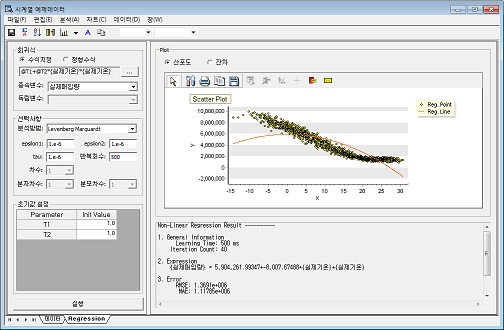 시계열 예제데이터
파일(F) 편집(E) 분석(A) 차트(C) 데이터(D) 창(W)
회귀식
수식지정 정형수식
@T1+@T2*{실제기온}*{실제기온} ...
종속변수: 실제매입량
독립변수:
선택사항
분석방법: Levenberg Marquardt
epsilon1: 1.e-6 epsilon2: 1.e-6
tau: 1.e-6 반복회수: 500
차수: 1
분자차수: 1 분모차수: 1
초기값 설정
Parameter Init Value
T1 1.0
T2 1.0
실행
Plot
산포도 잔차
Scatter Plot
10,000,000
8,000,000
6,000,000
4,000,000
2,000,000
0
-2,000,000
Y
-15 -10 -5 0 5 10 15 20 25 30
X
Reg. Point
Reg. Line
Non-Linear Regression Result ----------
1. General Information
Learning Time: 500 ms
Iteration Count: 40
2. Expression
{실제매입량} = 5,904,261.99347+-8,007.67488*{실제기온}*{실제기온}
3. Error
RMSE: 1.3691e+006
MAE: 1.11785e+006
데이터 Regression